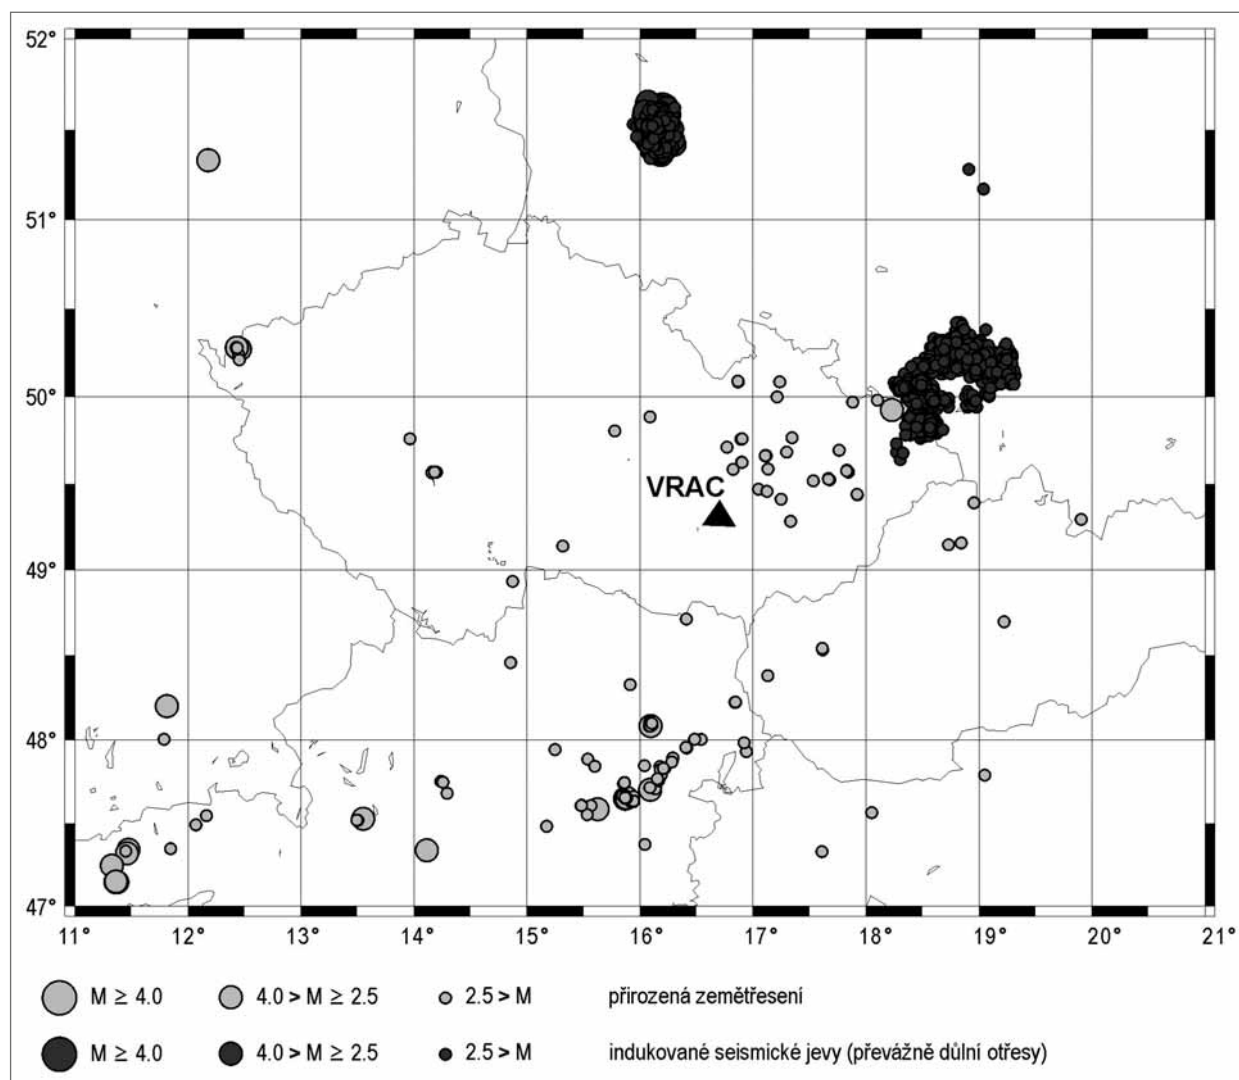 52°
51°
50°
VRAC
49°
48°
47°
11° 12° 13° 14° 15° 16° 17° 18° 19° 20° 21°
M ≥ 4.0 4.0 > M ≥ 2.5 2.5 > M přirozená zemětřesení
M ≥ 4.0 4.0 > M ≥ 2.5 2.5 > M indukované seismické jevy (převážně důlní otřesy)